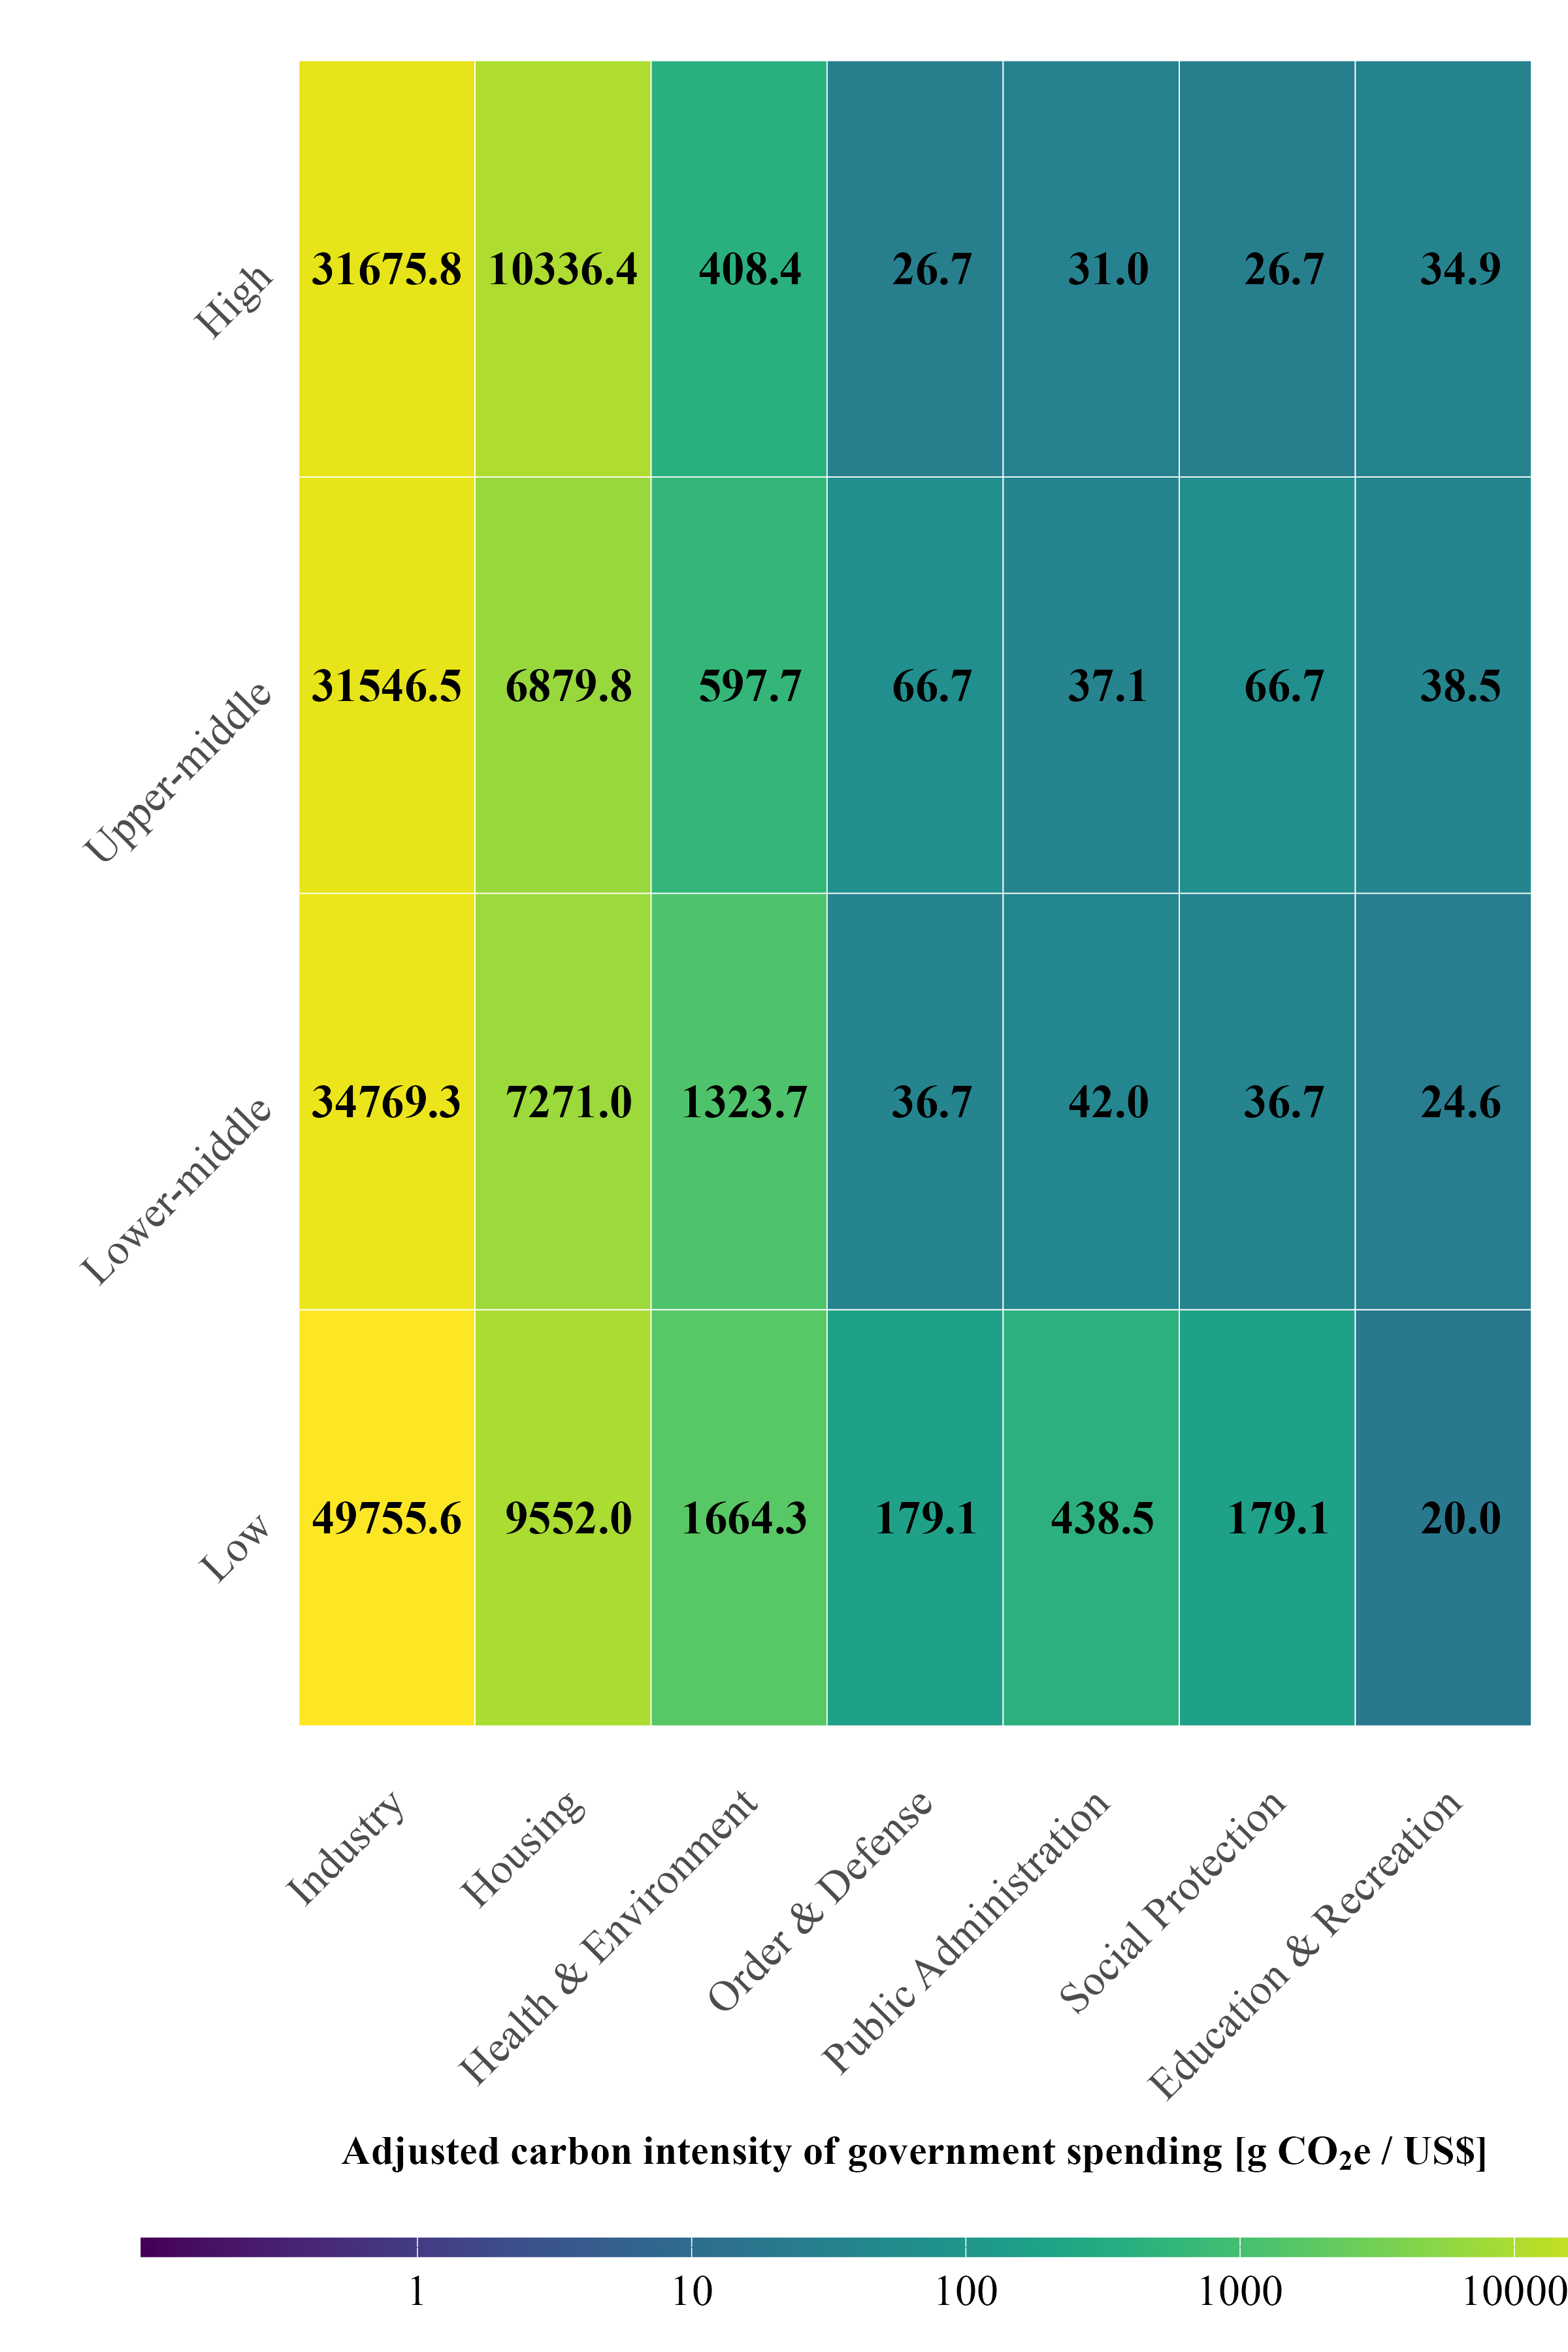 High 31675.8 10336.4 408.4 26.7 31.0 26.7 34.9
Upper-middle 31546.5 6879.8 597.7 66.7 37.1 66.7 38.5
Lower-middle 34769.3 7271.0 1323.7 36.7 42.0 36.7 24.6
Low 49755.6 9552.0 1664.3 179.1 438.5 179.1 20.0
Industry
Housing
Health & Environment
Order & Defense
Public Administration
Social Protection
Education & Recreation
Adjusted carbon intensity of government spending [g CO₂e / US$]
1 10 100 1000 10000